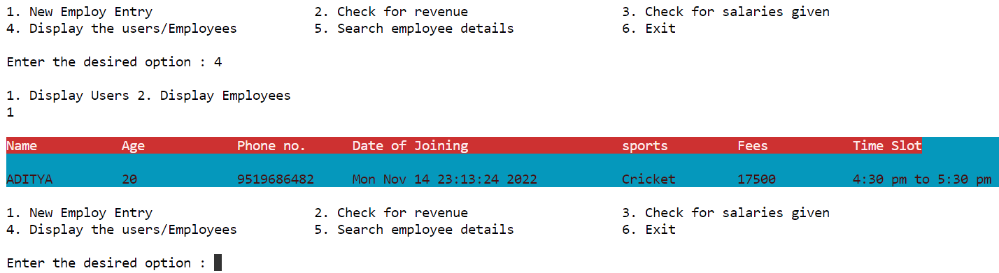 1. New Employ Entry 2. Check for revenue 3. Check for salaries given
4. Display the users/Employees 5. Search employee details 6. Exit
Enter the desired option : 4
1. Display Users 2. Display Employees
1
Name Age Phone no. Date of Joining sports Fees Time Slot
ADITYA 20 9519686482 Mon Nov 14 23:13:24 2022 Cricket 17500 4:30 pm to 5:30 pm
1. New Employ Entry 2. Check for revenue 3. Check for salaries given
4. Display the users/Employees 5. Search employee details 6. Exit
Enter the desired option :